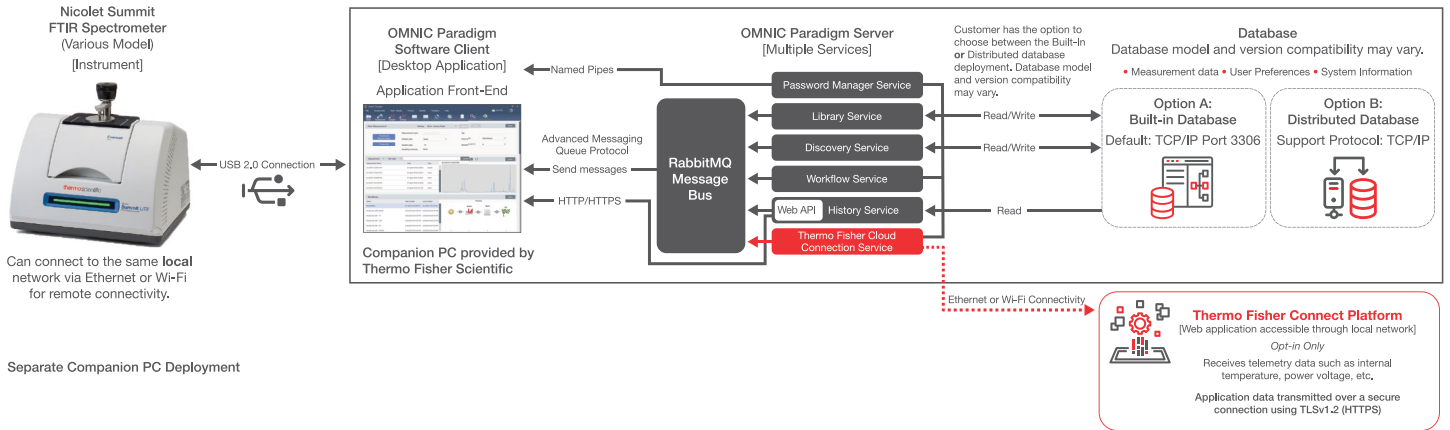 Nicolet Summit
FTIR Spectrometer
(Various Model)
[Instrument]
thermoscientific
Can connect to the same local
network via Ethernet or Wi-Fi
for remote connectivity.
USB 2.0 Connection
OMNIC Paradigm
Software Client
[Desktop Application]
Application Front-End
Companion PC provided by
Thermo Fisher Scientific
Named Pipes
Advanced Messaging
Queue Protocol
Send messages
HTTP/HTTPS
OMNIC Paradigm Server
[Multiple Services]
RabbitMQ
Message
Bus
Password Manager Service
Library Service
Discovery Service
Workflow Service
Web API
History Service
Thermo Fisher Cloud
Connection Service
Customer has the option to
choose between the Built-In
or Distributed database
deployment. Database model
and version compatibility
may vary.
Read/Write
Read/Write
Read
Database
Database model and version compatibility may vary.
• Measurement data • User Preferences • System Information
Option A:
Built-in Database
Default: TCP/IP Port 3306
Option B:
Distributed Database
Support Protocol: TCP/IP
Ethernet or Wi-Fi Connectivity
Thermo Fisher Connect Platform
[Web application accessible through local network]
Opt-in Only
Receives telemetry data such as internal
temperature, power voltage, etc.
Application data transmitted over a secure
connection using TLSv1.2 (HTTPS)
Separate Companion PC Deployment